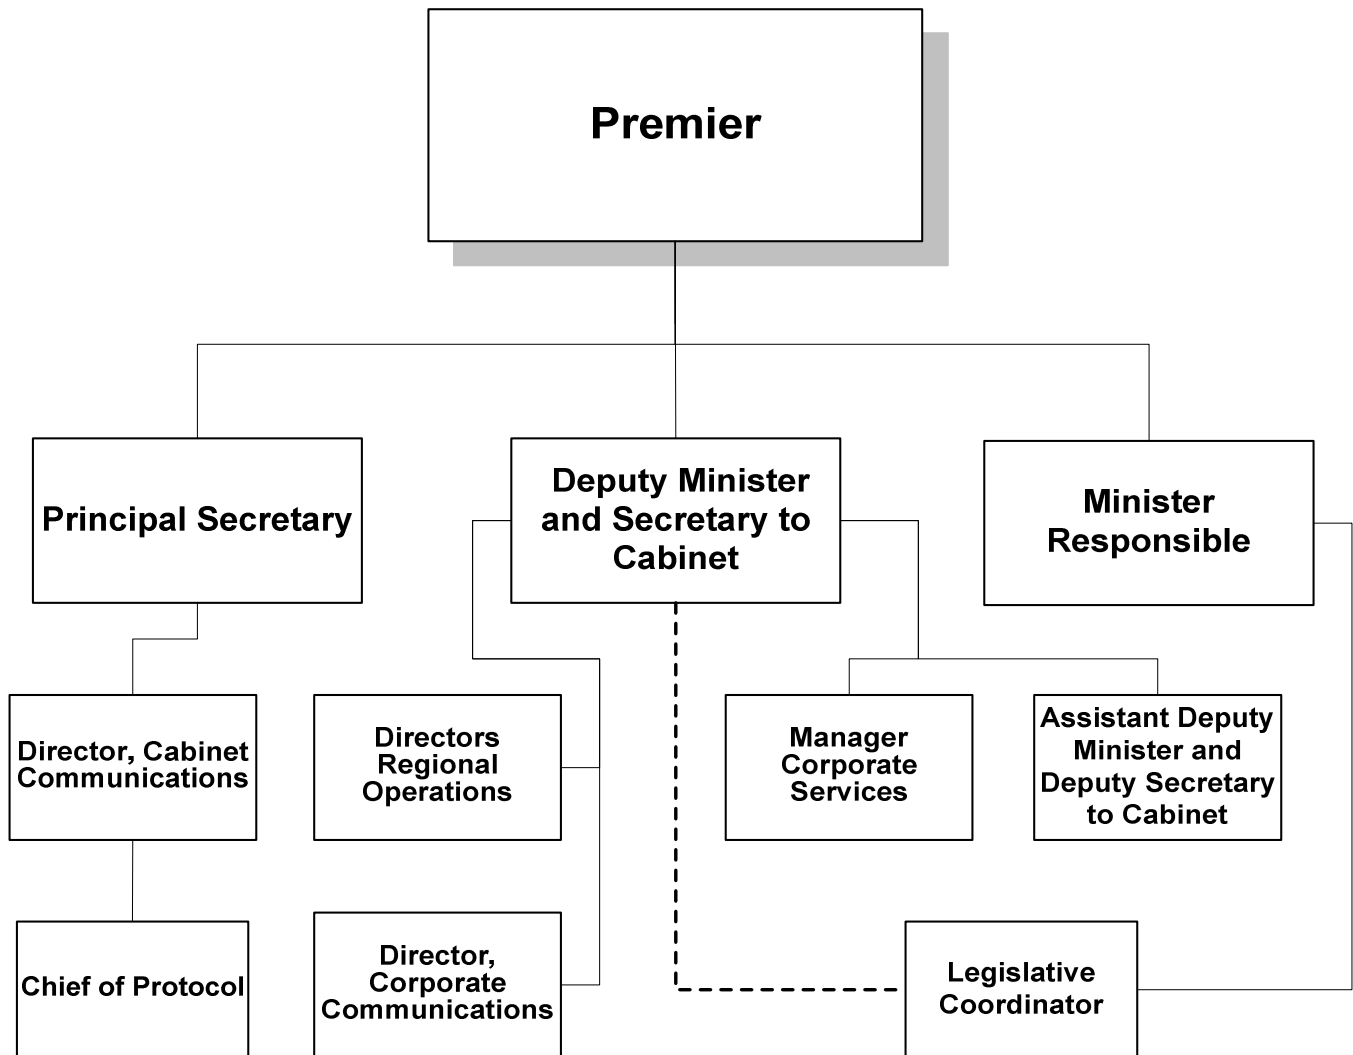 Premier
Principal Secretary
Deputy Minister
and Secretary to
Cabinet
Minister
Responsible
Director, Cabinet
Communications
Directors
Regional
Operations
Manager
Corporate
Services
Assistant Deputy
Minister and
Deputy Secretary
to Cabinet
Chief of Protocol
Director,
Corporate
Communications
Legislative
Coordinator